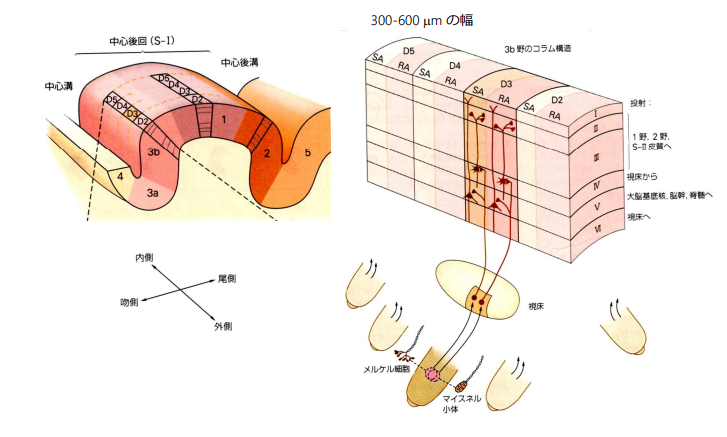 300-600 μm の幅
中心後回 (S-I)
中心溝
中心後溝
D5
D4
D3
D2
D5
D4
D3
D2
1
2
5
3b
3a
4
内側
尾側
吻側
外側
3b 野のコラム構造
D5
D4
D3
D2
SA
RA
SA
RA
SA
RA
SA
RA
投射：
I
II
III
IV
V
VI
1 野, 2 野,
S-II 皮質へ
視床から
大脳基底核, 脳幹, 脊髄へ
視床へ
視床
メルケル細胞
マイスネル
小体